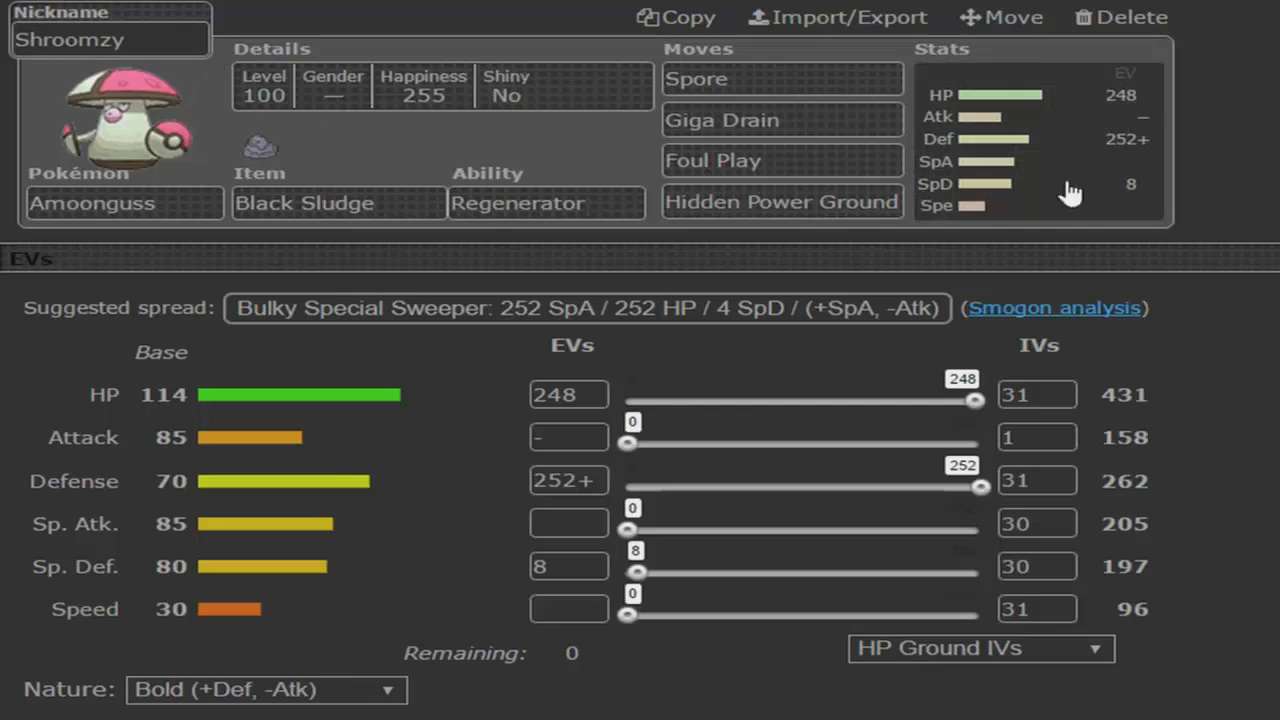 Nickname
Shroomzy
Copy Import/Export Move Delete
Details
Level Gender Happiness Shiny
100 — 255 No
Pokémon Item Ability
Amoonguss Black Sludge Regenerator
Moves
Spore
Giga Drain
Foul Play
Hidden Power Ground
Stats
EV
HP 248
Atk –
Def 252+
SpA
SpD 8
Spe
EVs
Suggested spread: Bulky Special Sweeper: 252 SpA / 252 HP / 4 SpD / (+SpA, -Atk) (Smogon analysis)
Base EVs IVs
HP 114 248 248 31 431
Attack 85 - 0 1 158
Defense 70 252+ 252 31 262
Sp. Atk. 85 0 30 205
Sp. Def. 80 8 8 30 197
Speed 30 0 31 96
Remaining: 0
HP Ground IVs
Nature: Bold (+Def, -Atk)